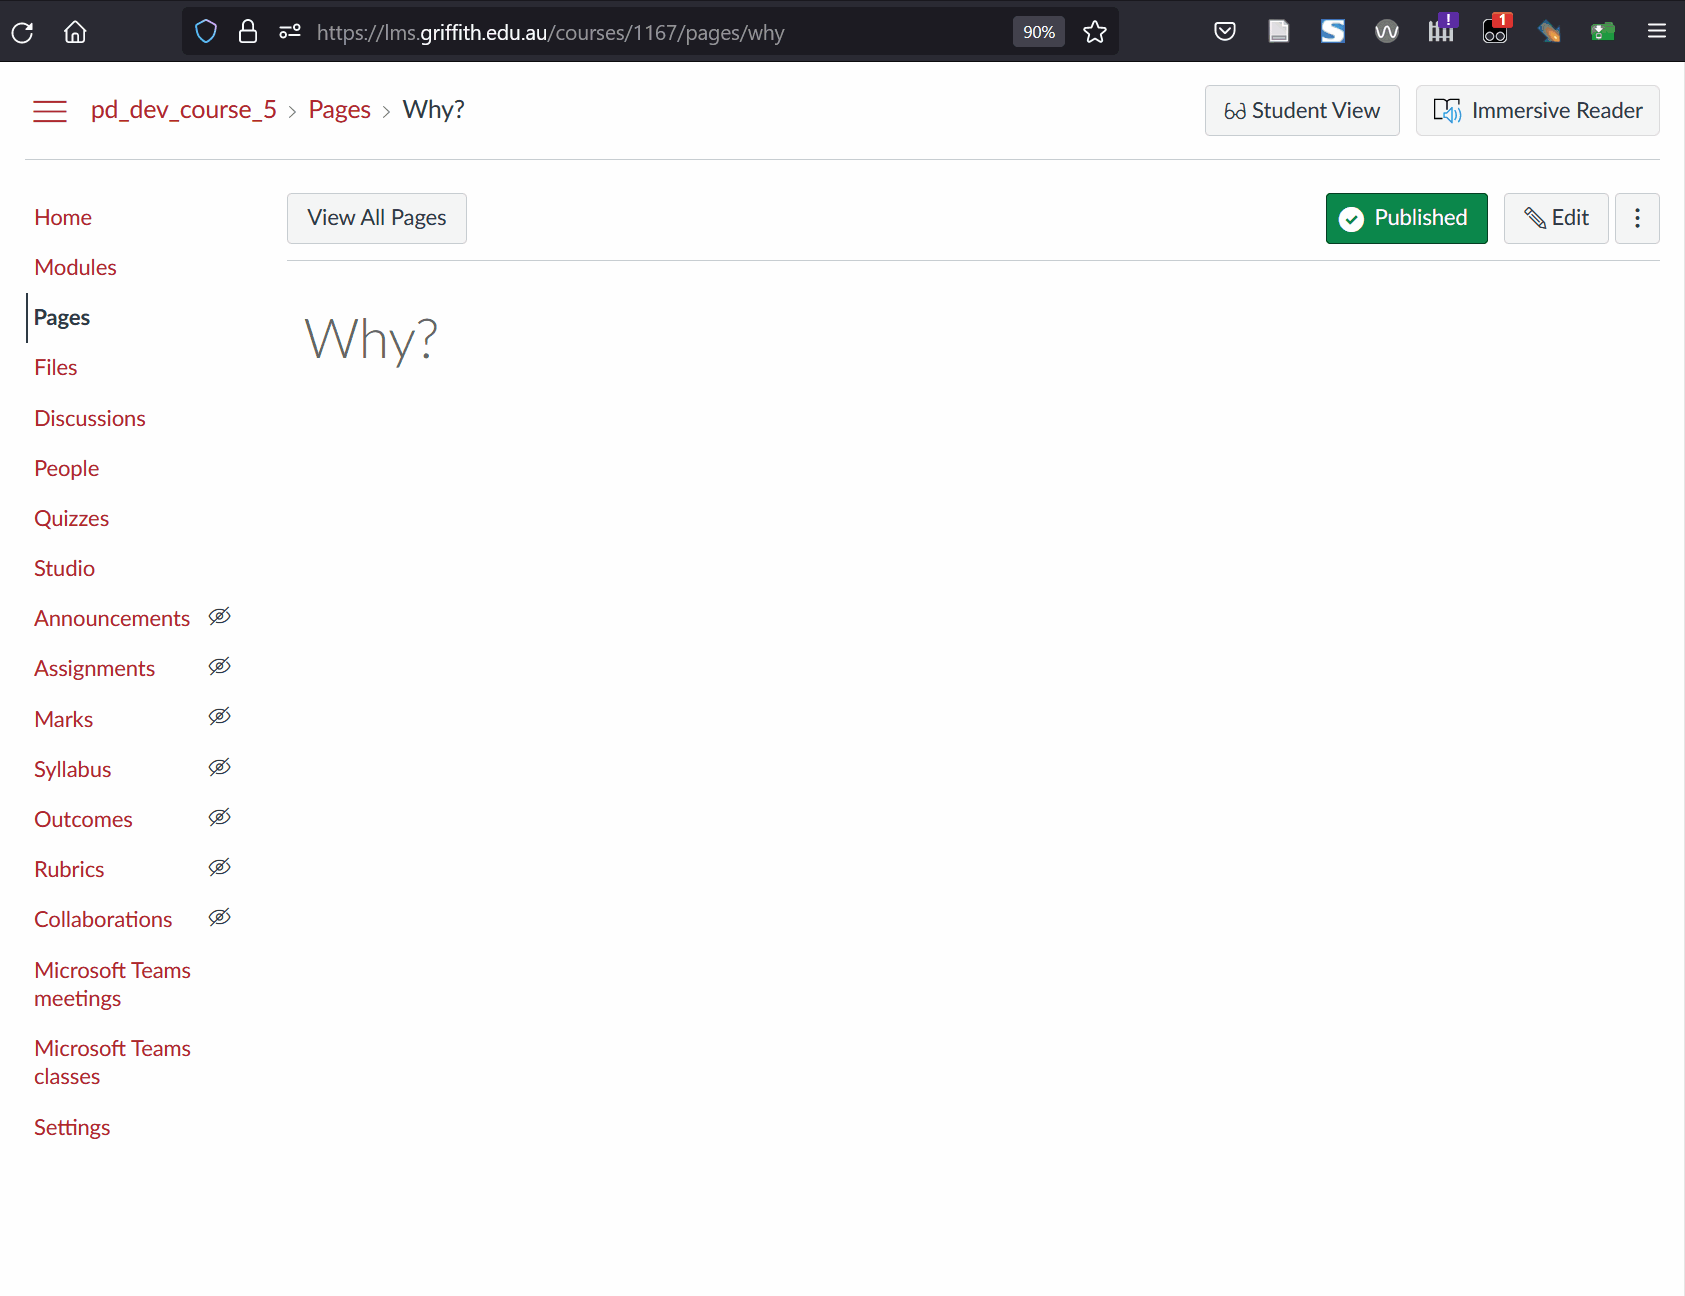 https://lms.griffith.edu.au/courses/1167/pages/why
90%
!
1
pd_dev_course_5 > Pages > Why?
Student View
Immersive Reader
View All Pages
Published
Edit
Home
Modules
Pages
Files
Discussions
People
Quizzes
Studio
Announcements
Assignments
Marks
Syllabus
Outcomes
Rubrics
Collaborations
Microsoft Teams
meetings
Microsoft Teams
classes
Settings
Why?